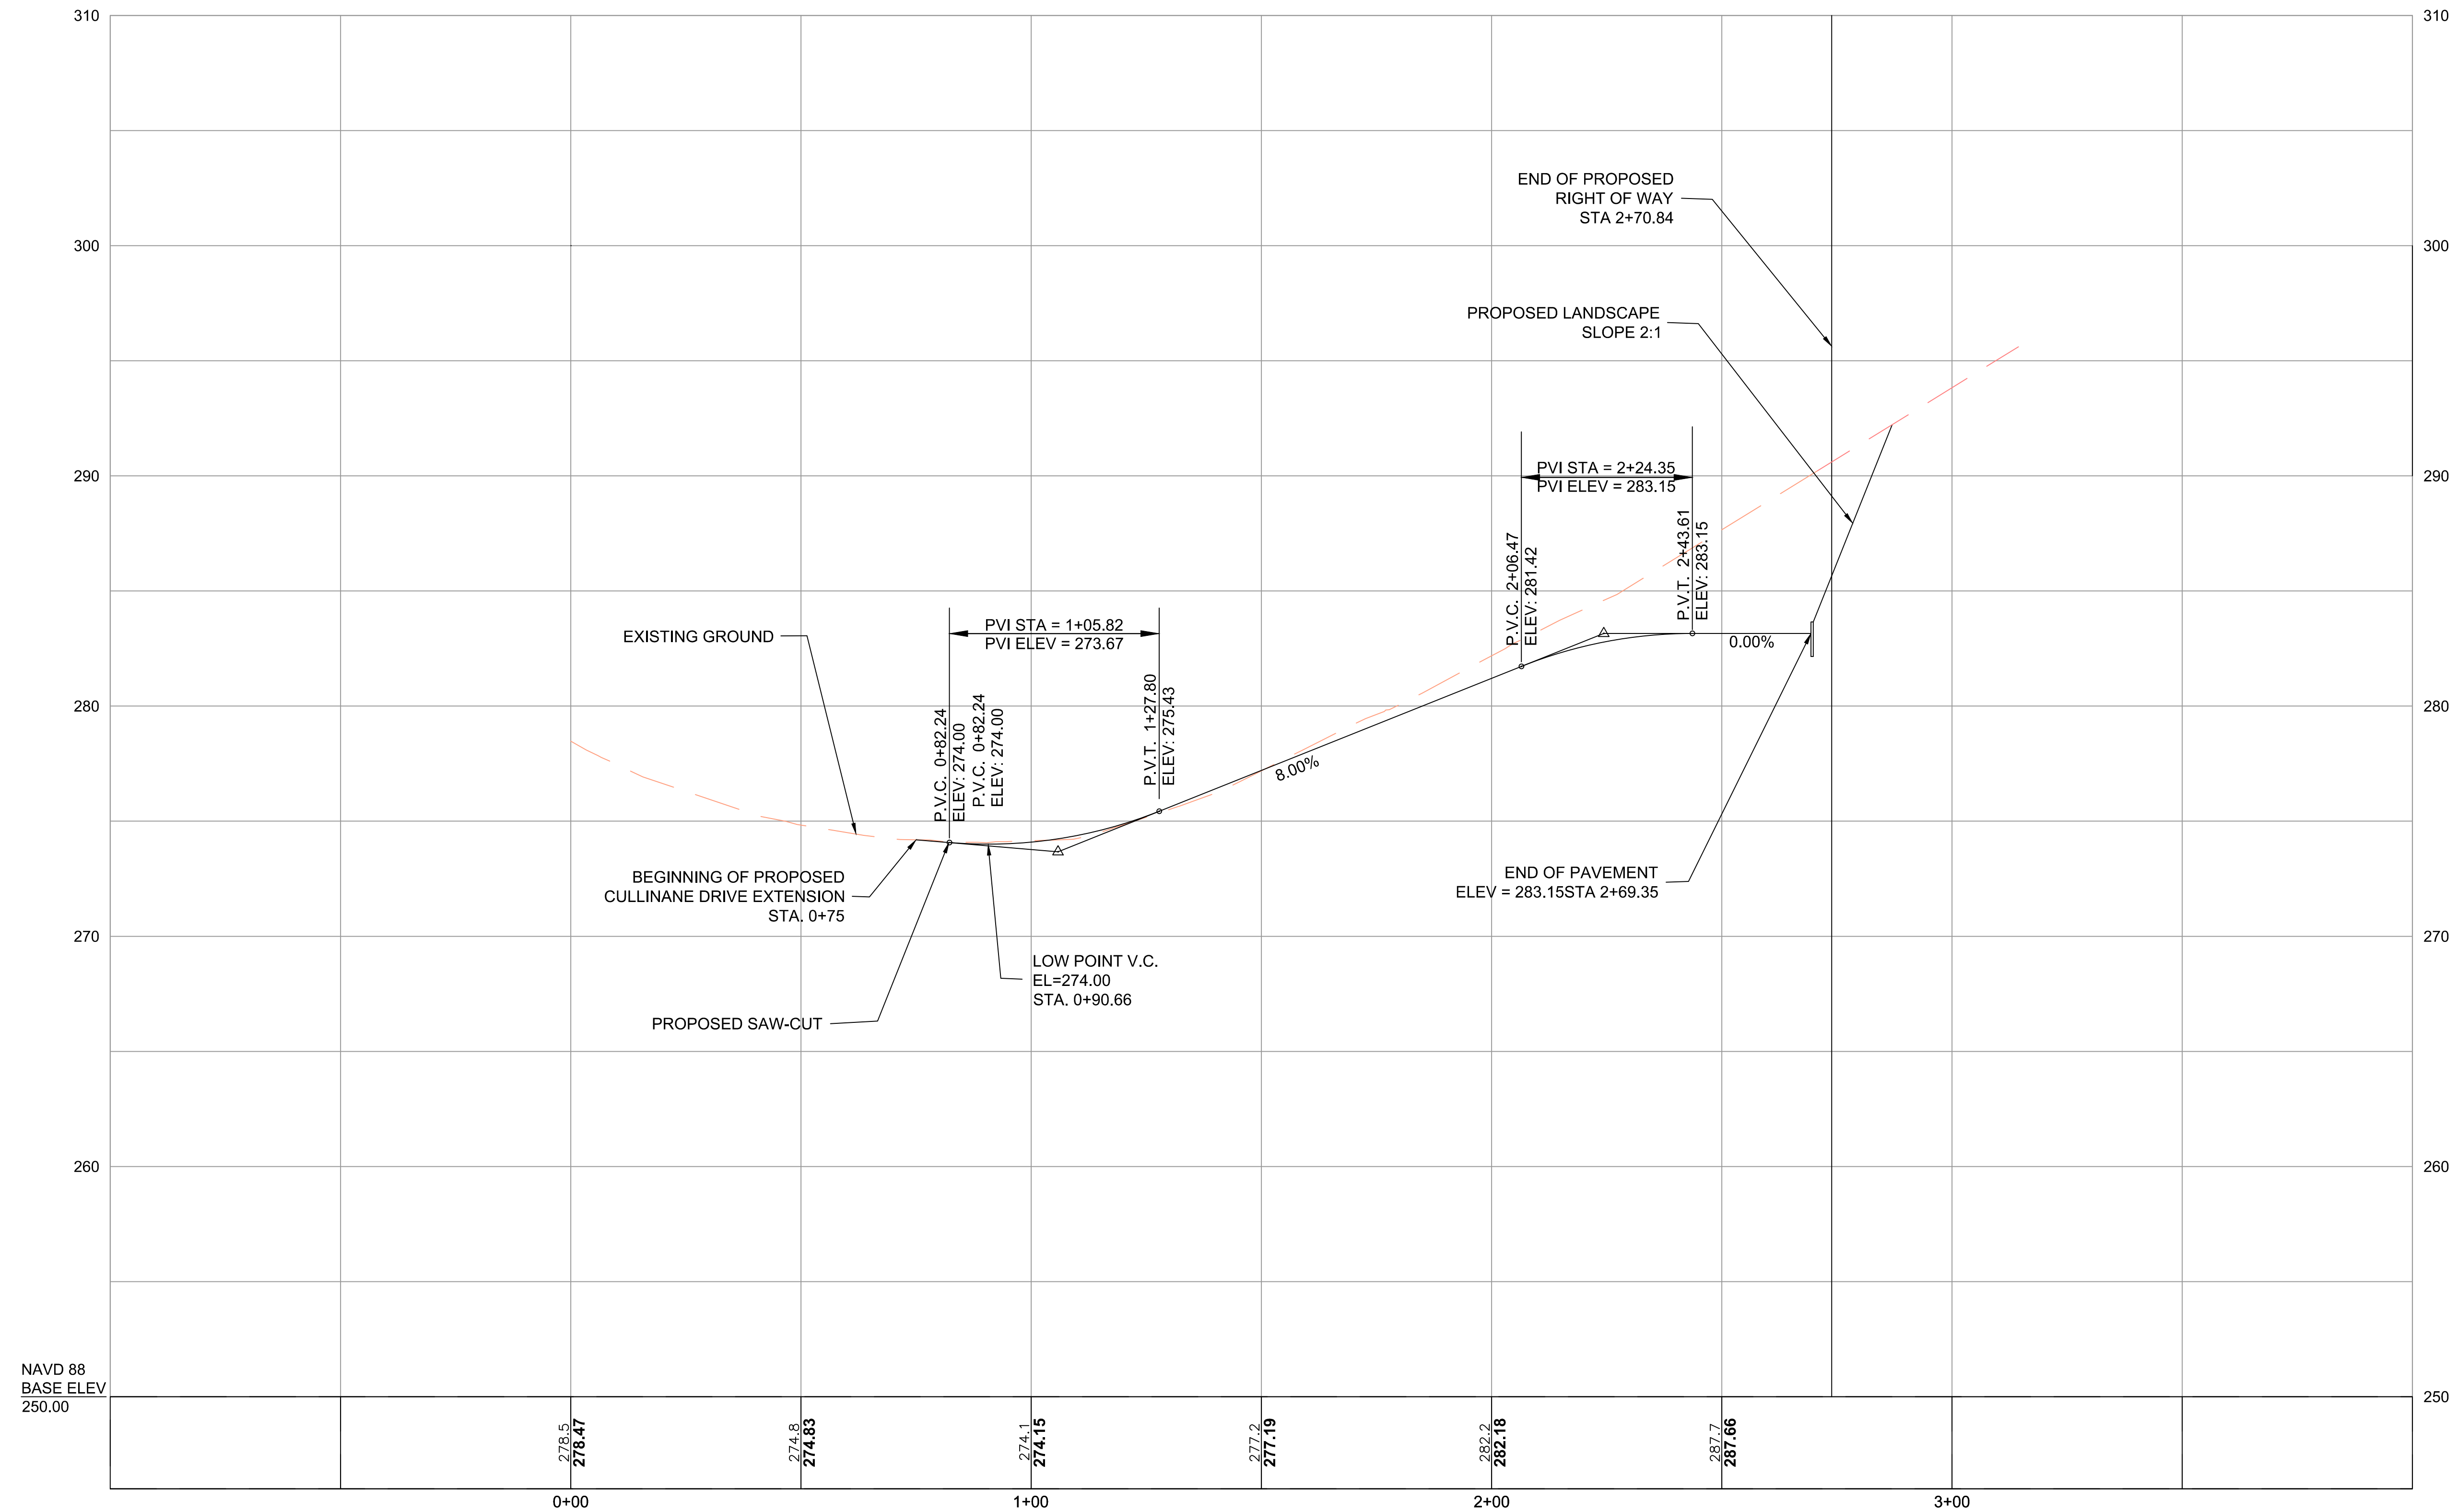 310
310
END OF PROPOSED
RIGHT OF WAY
STA 2+70.84
300
300
PROPOSED LANDSCAPE
SLOPE 2:1
290
290
PVI STA = 2+24.35
PVI ELEV = 283.15
P.V.C. 2+06.47
ELEV: 281.42
P.V.T. 2+43.61
ELEV: 283.15
EXISTING GROUND
PVI STA = 1+05.82
PVI ELEV = 273.67
0.00%
280
280
P.V.C. 0+82.24
ELEV: 274.00
P.V.C. 0+82.24
ELEV: 274.00
P.V.T. 1+27.80
ELEV: 275.43
8.00%
BEGINNING OF PROPOSED
CULLINANE DRIVE EXTENSION
STA. 0+75
END OF PAVEMENT
ELEV = 283.15STA 2+69.35
270
270
LOW POINT V.C.
EL=274.00
STA. 0+90.66
PROPOSED SAW-CUT
260
260
NAVD 88
BASE ELEV
250.00
250
278.5
278.47
274.8
274.83
274.1
274.15
277.2
277.19
282.2
282.18
287.7
287.66
0+00
1+00
2+00
3+00